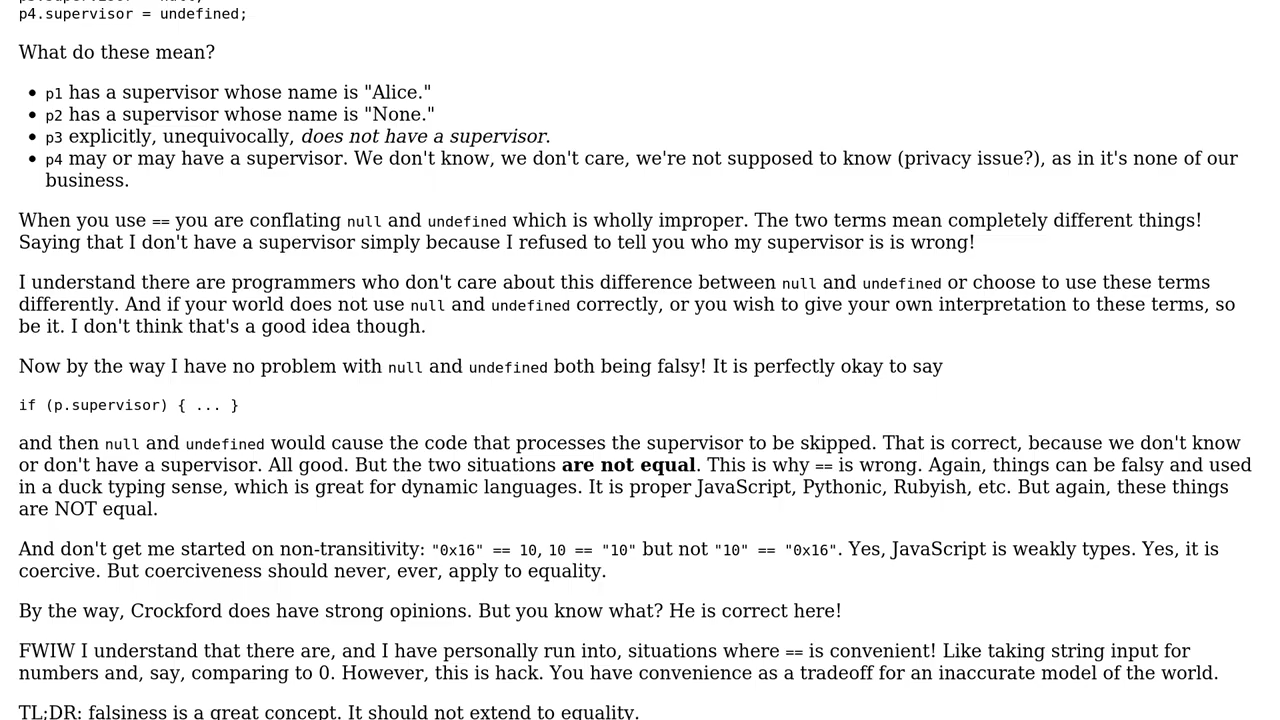 p4.supervisor = undefined;
What do these mean?
p1 has a supervisor whose name is "Alice."
p2 has a supervisor whose name is "None."
p3 explicitly, unequivocally, does not have a supervisor.
p4 may or may have a supervisor. We don't know, we don't care, we're not supposed to know (privacy issue?), as in it's none of our
business.
When you use == you are conflating null and undefined which is wholly improper. The two terms mean completely different things!
Saying that I don't have a supervisor simply because I refused to tell you who my supervisor is is wrong!
I understand there are programmers who don't care about this difference between null and undefined or choose to use these terms
differently. And if your world does not use null and undefined correctly, or you wish to give your own interpretation to these terms, so
be it. I don't think that's a good idea though.
Now by the way I have no problem with null and undefined both being falsy! It is perfectly okay to say
if (p.supervisor) { ... }
and then null and undefined would cause the code that processes the supervisor to be skipped. That is correct, because we don't know
or don't have a supervisor. All good. But the two situations are not equal. This is why == is wrong. Again, things can be falsy and used
in a duck typing sense, which is great for dynamic languages. It is proper JavaScript, Pythonic, Rubyish, etc. But again, these things
are NOT equal.
And don't get me started on non-transitivity: "0x16" == 10, 10 == "10" but not "10" == "0x16". Yes, JavaScript is weakly types. Yes, it is
coercive. But coerciveness should never, ever, apply to equality.
By the way, Crockford does have strong opinions. But you know what? He is correct here!
FWIW I understand that there are, and I have personally run into, situations where == is convenient! Like taking string input for
numbers and, say, comparing to 0. However, this is hack. You have convenience as a tradeoff for an inaccurate model of the world.
TL;DR: falsiness is a great concept. It should not extend to equality.